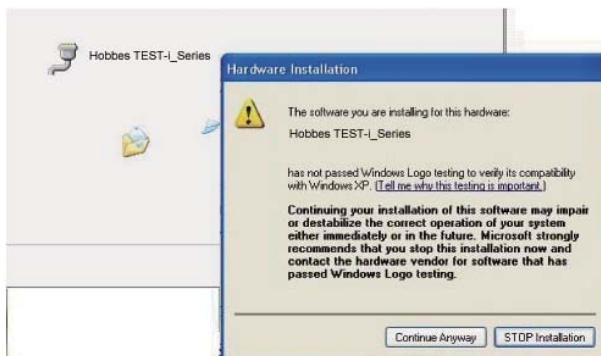 Hobbes TEST-i_Series
Hardware Installation
The software you are installing for this hardware:
Hobbes TEST-i_Series
has not passed Windows Logo testing to verify its compatibility
with Windows XP. (Tell me why this testing is important.)
Continuing your installation of this software may impair
or destabilize the correct operation of your system
either immediately or in the future. Microsoft strongly
recommends that you stop this installation now and
contact the hardware vendor for software that has
passed Windows Logo testing.
Continue Anyway
STOP Installation